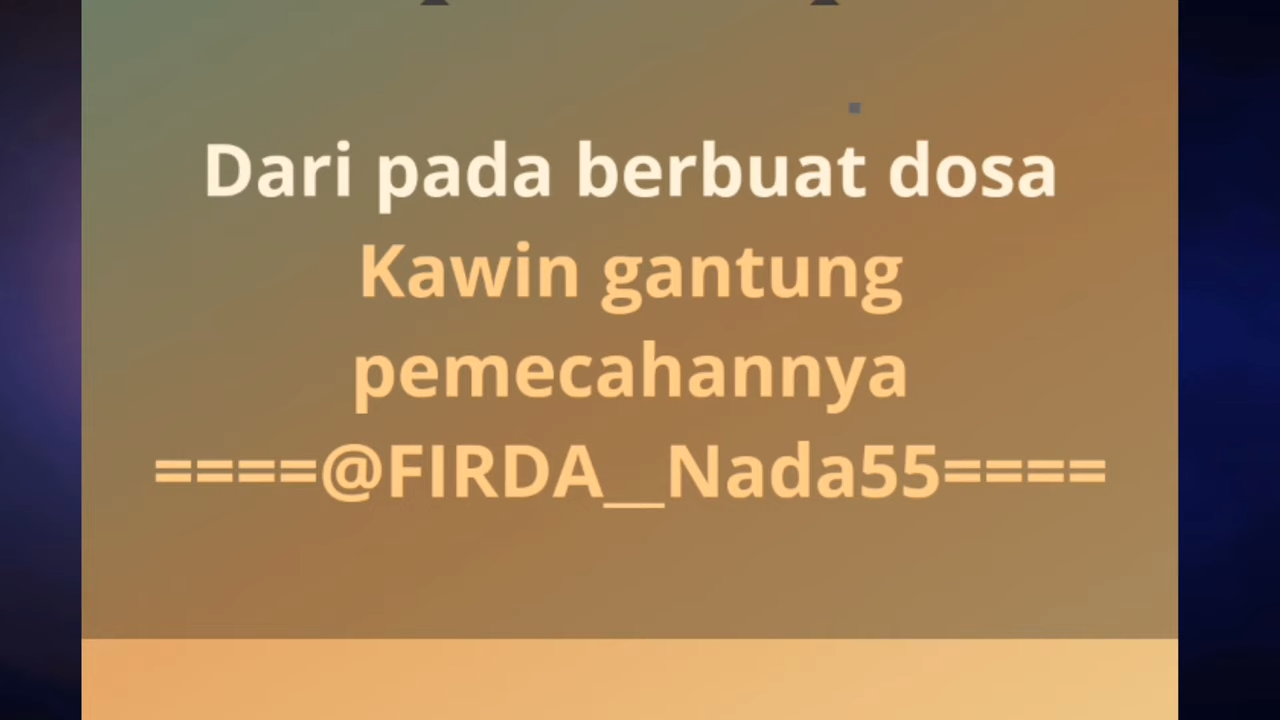 Dari pada berbuat dosa
Kawin gantung
pemecahannya
====@FIRDA__Nada55====